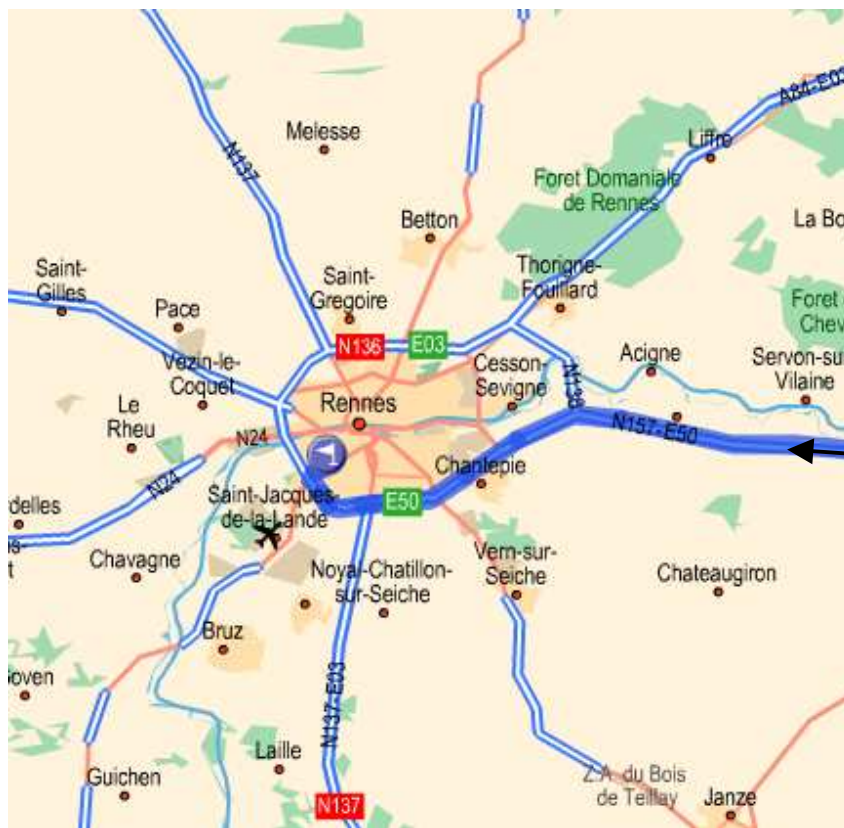 Melesse
Liffre
A84-E03
N137
Foret Domaniale
de Rennes
Betton
La Bo
Saint-
Gilles
Saint-
Gregoire
Thorigne-
Fouillard
Pace
Foret
Chev
N136
E03
Vezin-le-
Coquet
Cesson-
Sevigne
Acigne
Servon-su
Vilaine
N136
Le
Rheu
Rennes
N157-E50
N24
N24
Chantepie
Saint-Jacques-
de-la-Lande
E50
rdelles
Chavagne
Noyal-Chatillon-
sur-Seiche
Vern-sur-
Seiche
Chateaugiron
Bruz
oven
N137-E03
Laille
Guichen
Z.A. du Bois
de Teillay
Janze
N137